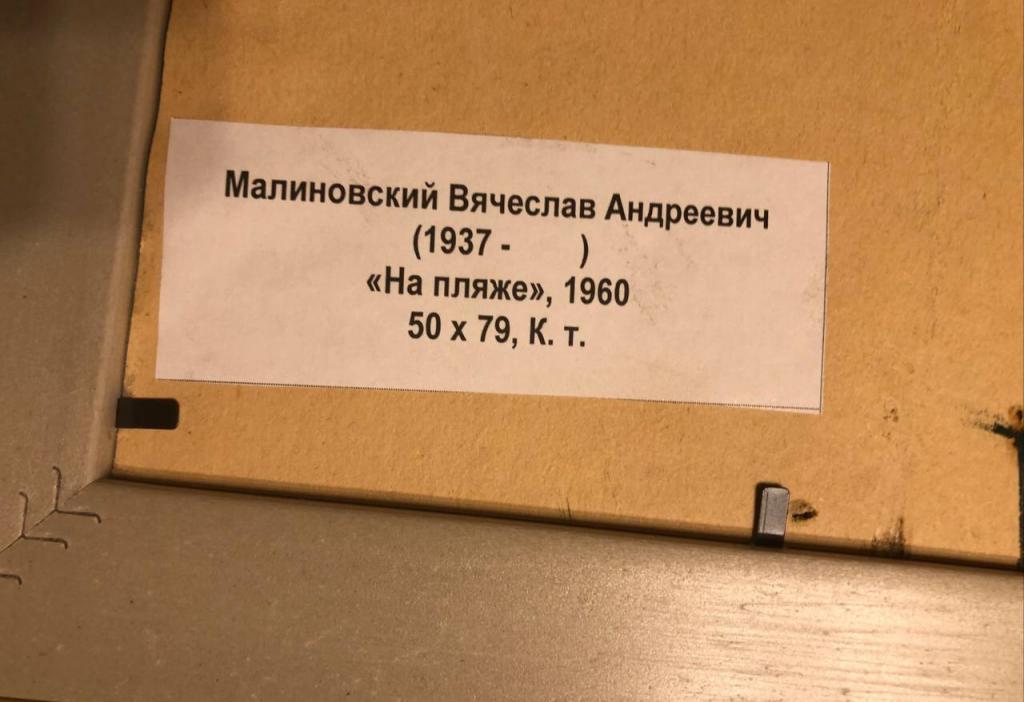 Малиновский Вячеслав Андреевич
(1937 -       )
«На пляже», 1960
50 х 79, К. т.